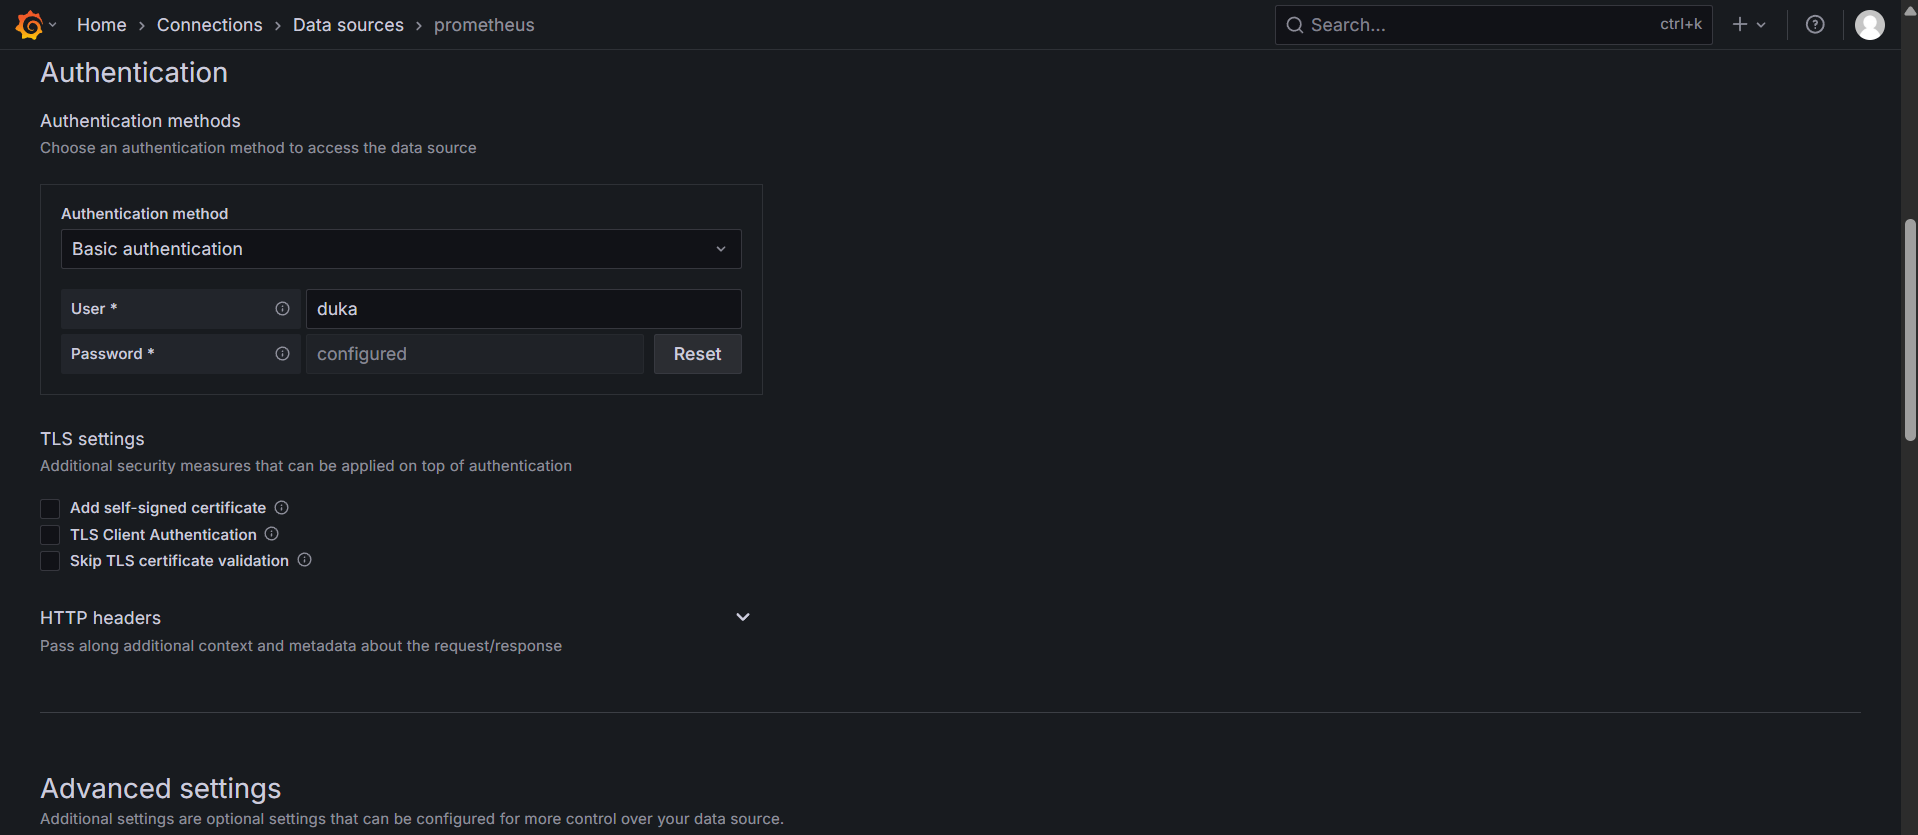 Home › Connections › Data sources › prometheus
Search... ctrl+k
Authentication
Authentication methods
Choose an authentication method to access the data source
Authentication method
Basic authentication
User * duka
Password * configured Reset
TLS settings
Additional security measures that can be applied on top of authentication
Add self-signed certificate
TLS Client Authentication
Skip TLS certificate validation
HTTP headers
Pass along additional context and metadata about the request/response
Advanced settings
Additional settings are optional settings that can be configured for more control over your data source.